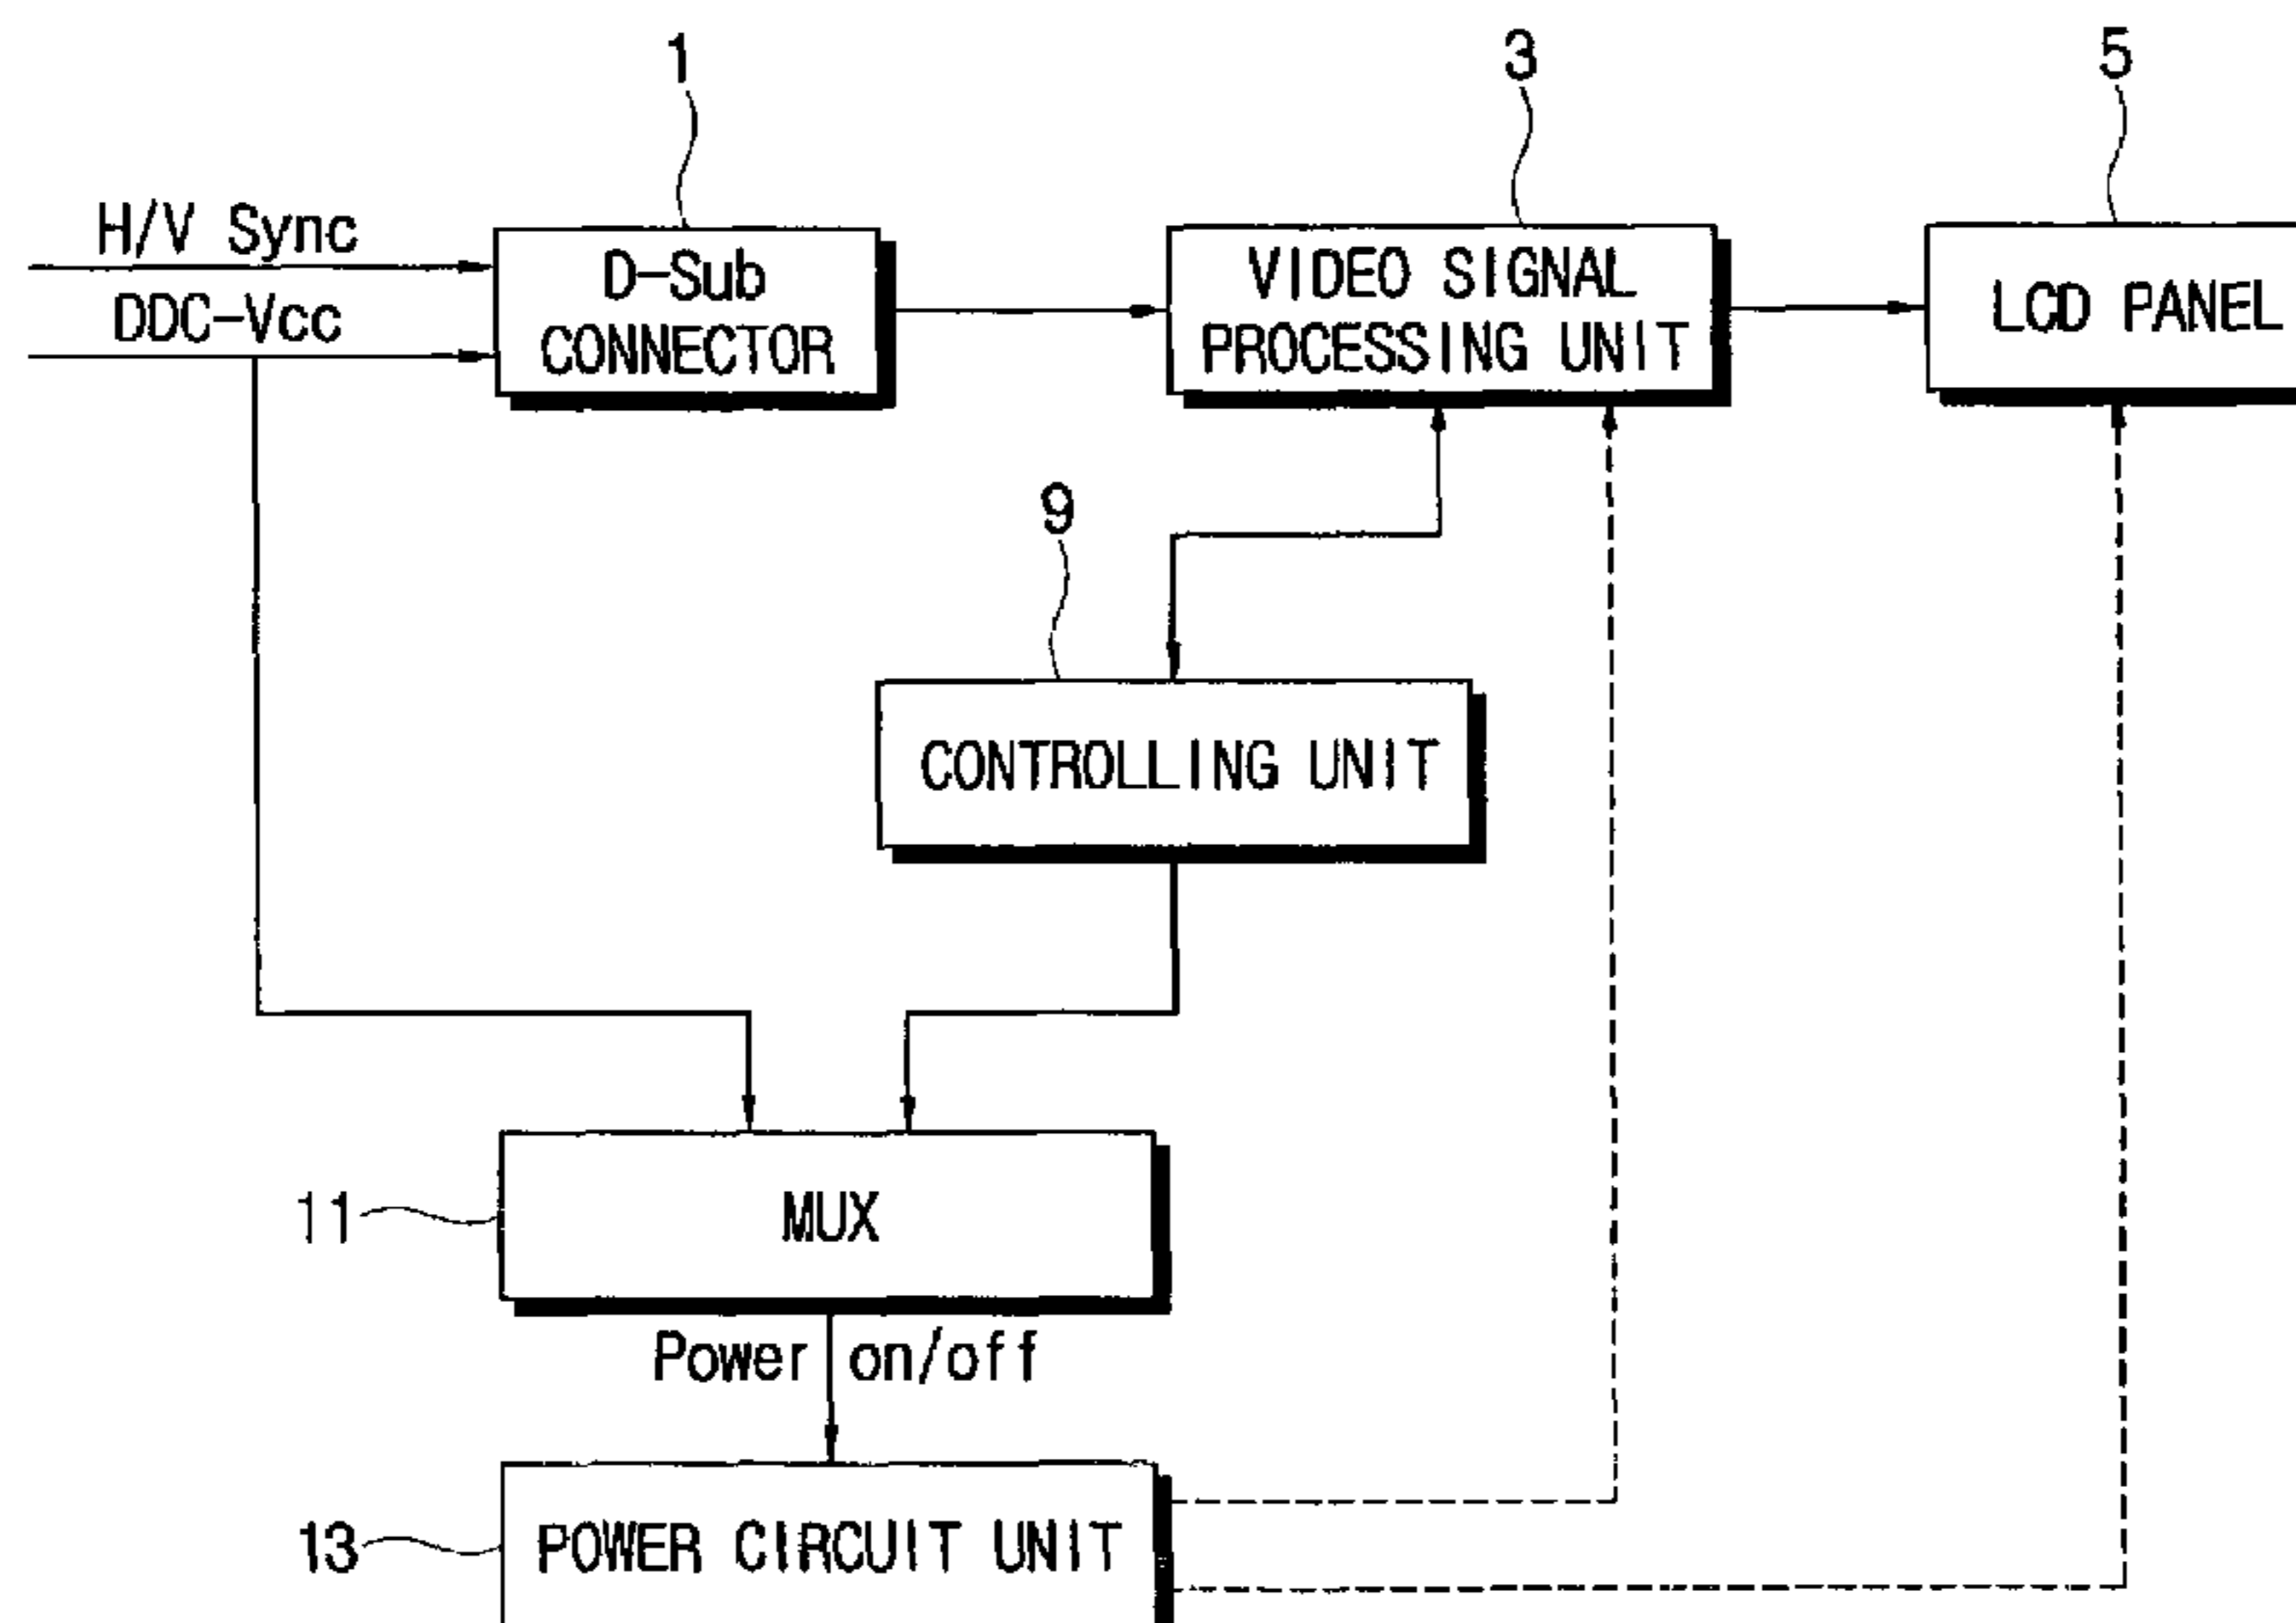 1
3
5
H/V Sync
DDC-Vcc
D-Sub
CONNECTOR
VIDEO SIGNAL
PROCESSING UNIT
LCD PANEL
9
CONTROLLING UNIT
11
MUX
Power on/off
13
POWER CIRCUIT UNIT